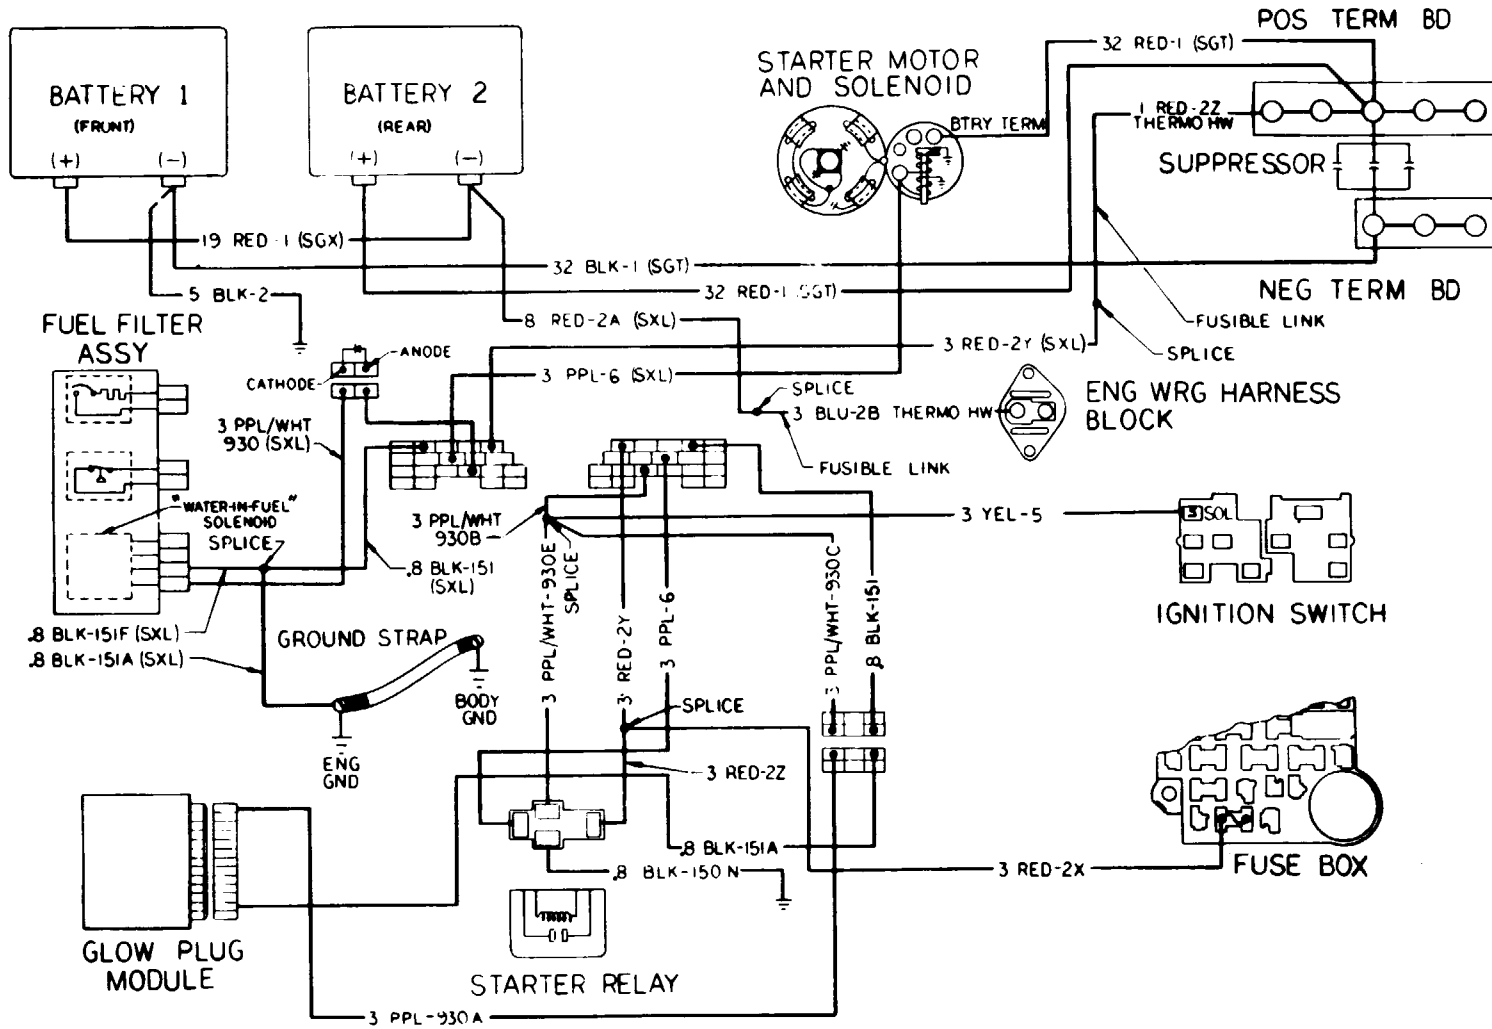 POS TERM BD
32 RED-1 (SGT)
STARTER MOTOR
AND SOLENOID
BATTERY 1
(FRONT)
(+) (-)
BATTERY 2
(REAR)
(+) (-)
BTRY TERM
1 RED-2Z
THERMO HW
SUPPRESSOR
19 RED-1 (SGX)
32 BLK-1 (SGT)
32 RED-1 (SGT)
5 BLK-2
NEG TERM BD
FUEL FILTER
ASSY
8 RED-2A (SXL)
FUSIBLE LINK
SPLICE
3 RED-2Y (SXL)
ANODE
CATHODE
3 PPL-6 (SXL)
SPLICE
3 BLU-2B THERMO HW
ENG WRG HARNESS
BLOCK
3 PPL/WHT
930 (SXL)
FUSIBLE LINK
"WATER-IN-FUEL"
SOLENOID
SPLICE
3 PPL/WHT
930B
3 YEL-5
3 SOL
.8 BLK-151
(SXL)
SPLICE
3 PPL/WHT-930E
3 RED-2Y
3 PPL-6
3 PPL/WHT-930C
.8 BLK-151
IGNITION SWITCH
.8 BLK-151F (SXL)
.8 BLK-151A (SXL)
GROUND STRAP
BODY
GND
SPLICE
ENG
GND
3 RED-2Z
.8 BLK-151A
.8 BLK-150 N
3 RED-2X
FUSE BOX
GLOW PLUG
MODULE
STARTER RELAY
3 PPL-930A